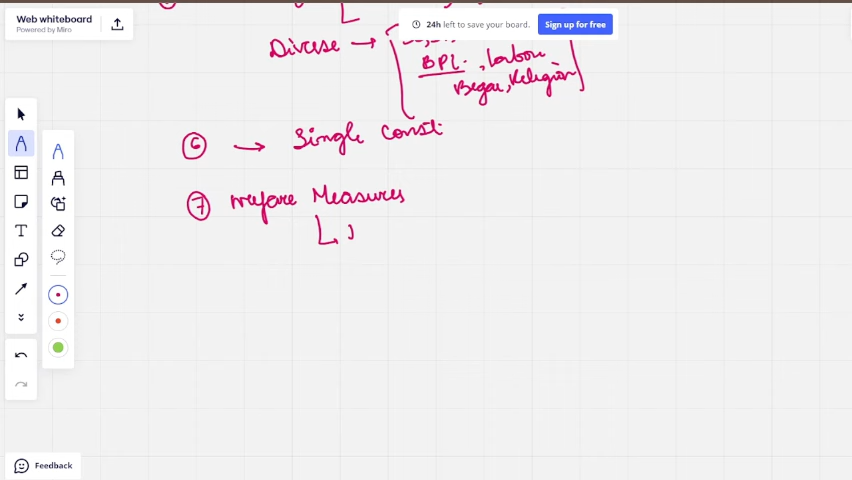 Web whiteboard
Powered by Miro
24h left to save your board.
Sign up for free
Diverse →
BPL. , Labour
Begar, Religion
6 → Single Consti
7 Welfare Measures
Feedback